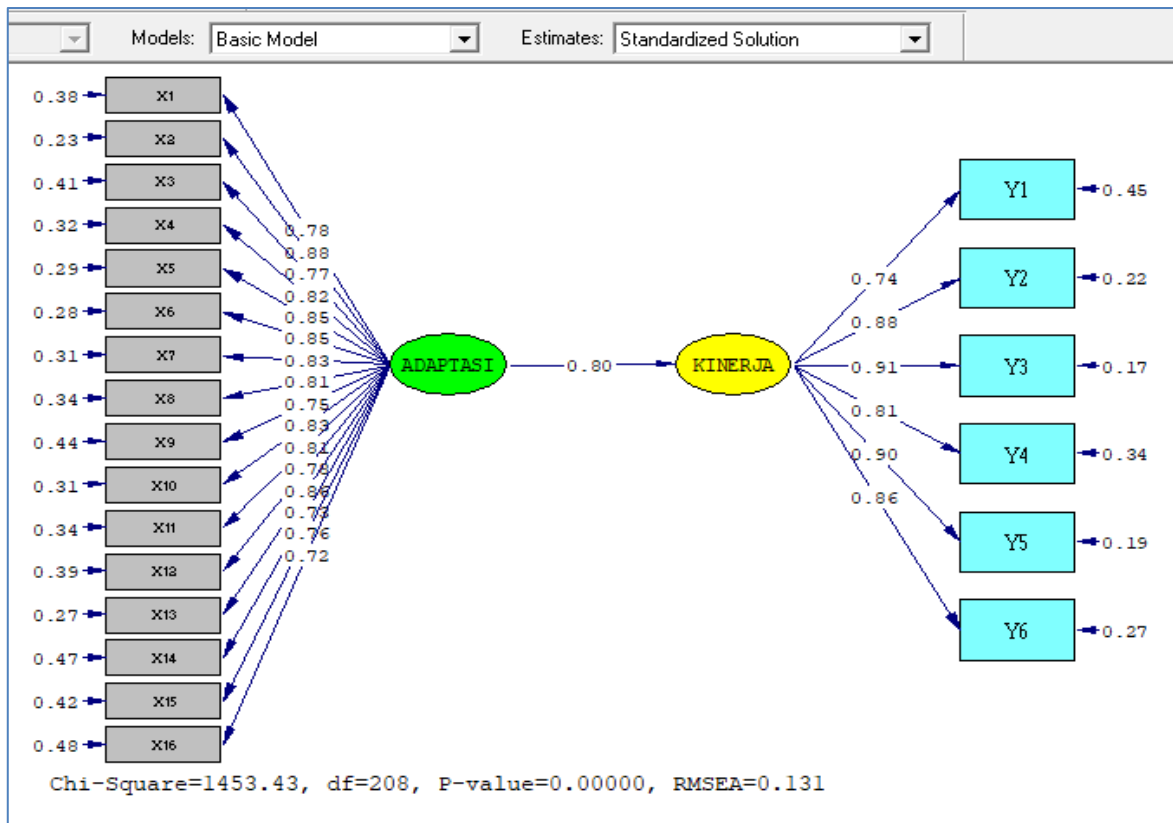 Models: Basic Model Estimates: Standardized Solution
0.38 X1
0.23 X2
0.41 X3
0.32 X4
0.29 X5
0.28 X6
0.31 X7
0.34 X8
0.44 X9
0.31 X10
0.34 X11
0.39 X12
0.27 X13
0.47 X14
0.42 X15
0.48 X16
0.78
0.88
0.77
0.82
0.85
0.85
0.83
0.81
0.75
0.83
0.81
0.78
0.86
0.73
0.76
0.72
ADAPTASI
0.80
KINERJA
0.74
0.88
0.91
0.81
0.90
0.86
Y1 0.45
Y2 0.22
Y3 0.17
Y4 0.34
Y5 0.19
Y6 0.27
Chi-Square=1453.43, df=208, P-value=0.00000, RMSEA=0.131